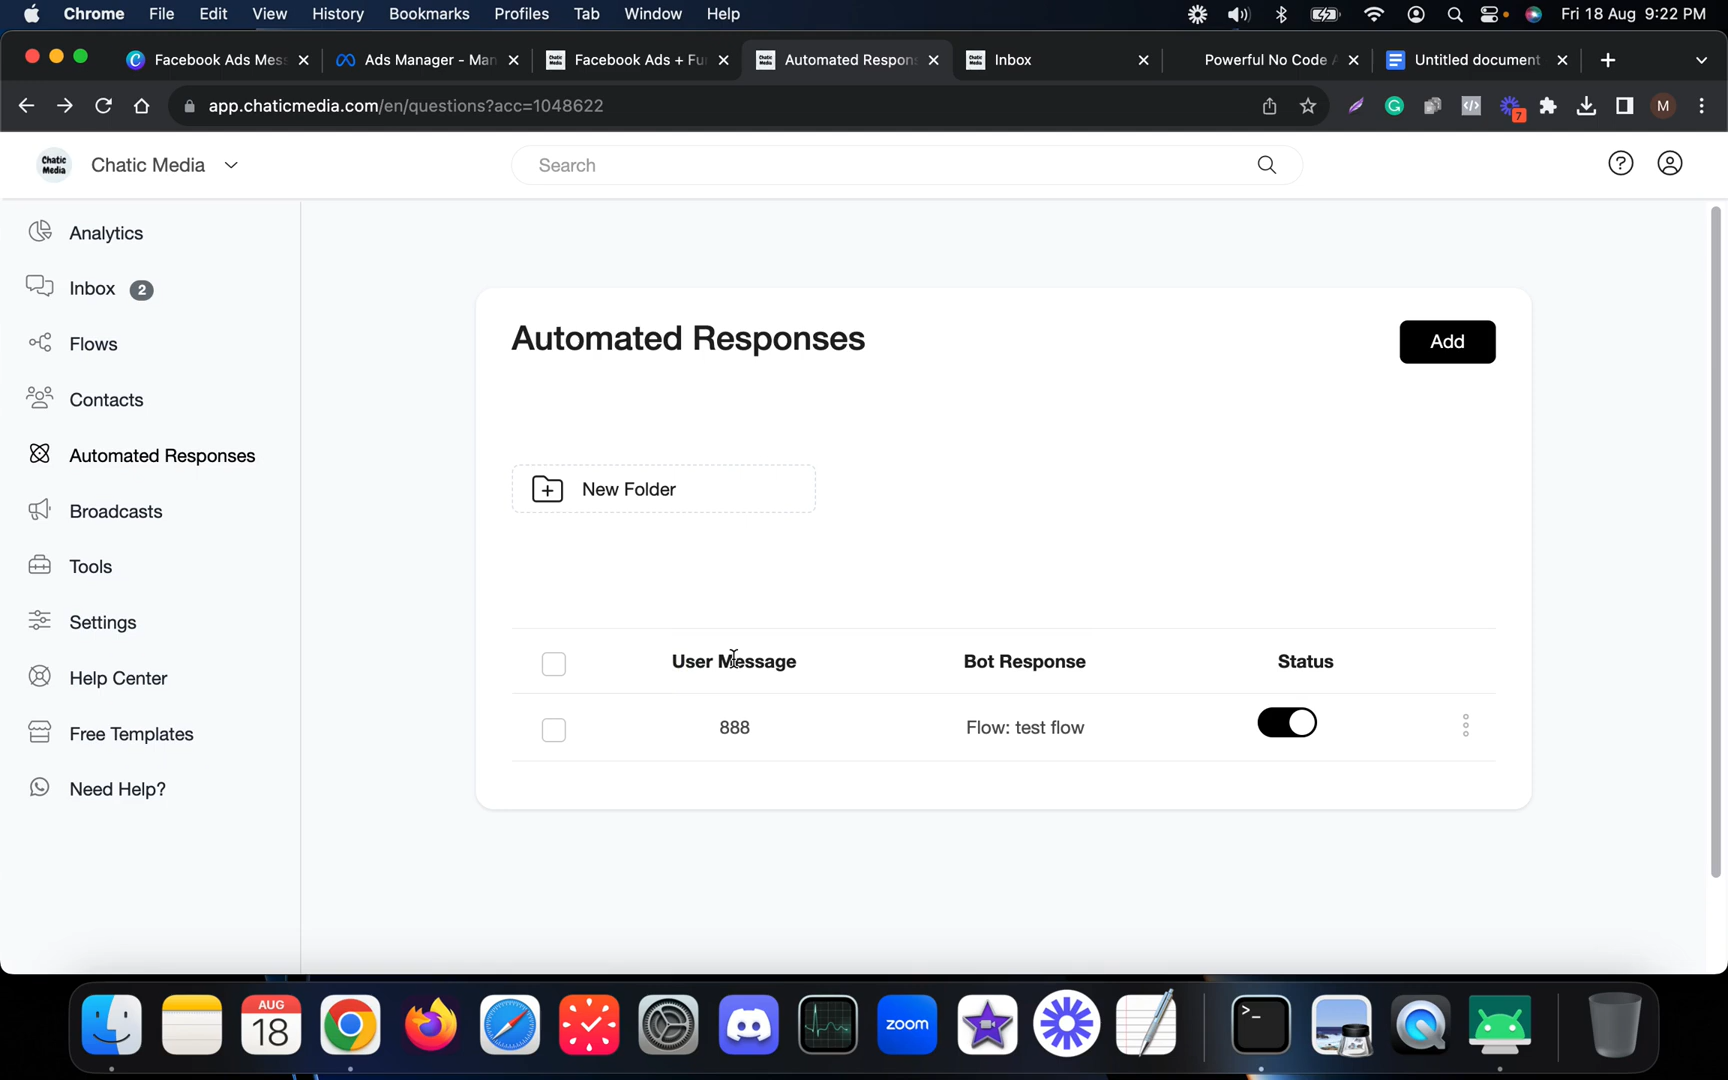 Chrome File Edit View History Bookmarks Profiles Tab Window Help Fri 18 Aug 9:22 PM
Facebook Ads Mes Ads Manager - Man Facebook Ads + Fu Automated Respon Inbox Powerful No Code Untitled document
app.chaticmedia.com/en/questions?acc=1048622 7 M
Chatic Media Chatic Media Search
Analytics
Inbox 2
Flows
Contacts
Automated Responses
Broadcasts
Tools
Settings
Help Center
Free Templates
Need Help?
Automated Responses Add
New Folder
User Message Bot Response Status
888 Flow: test flow
AUG
18
zoom